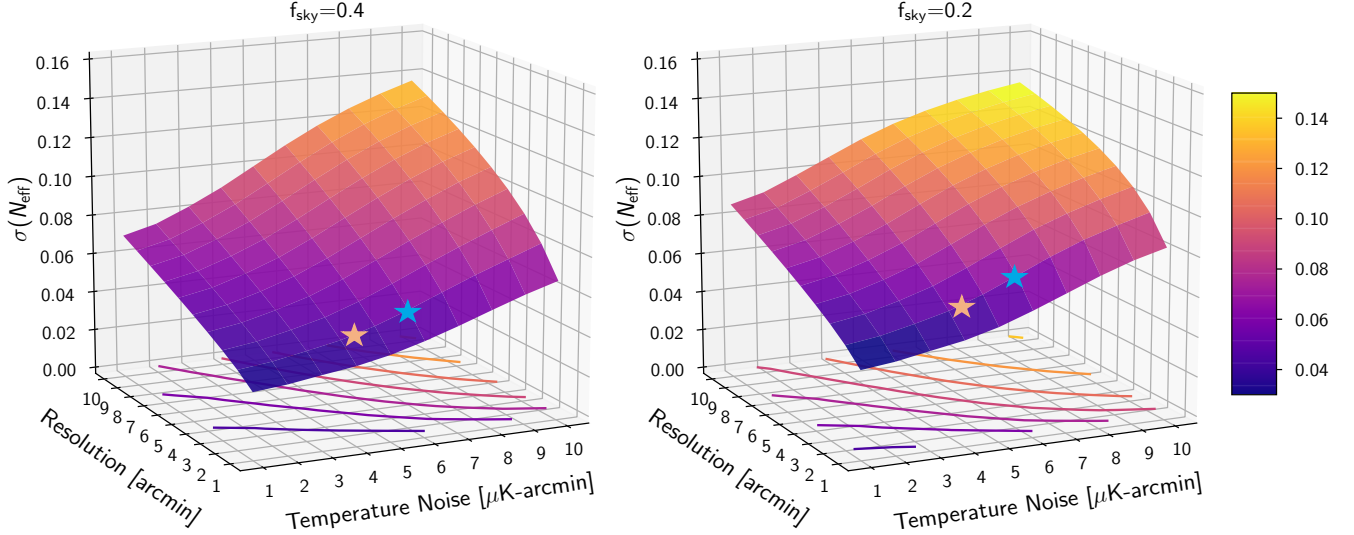 f_sky=0.4
0.16
0.14
0.12
0.10
0.08
0.06
0.04
0.02
0.00
σ(N_eff)
10 9 8 7 6 5 4 3 2 1
Resolution [arcmin]
1 2 3 4 5 6 7 8 9 10
Temperature Noise [μK-arcmin]
f_sky=0.2
0.16
0.14
0.12
0.10
0.08
0.06
0.04
0.02
0.00
σ(N_eff)
10 9 8 7 6 5 4 3 2 1
Resolution [arcmin]
1 2 3 4 5 6 7 8 9 10
Temperature Noise [μK-arcmin]
0.14
0.12
0.10
0.08
0.06
0.04